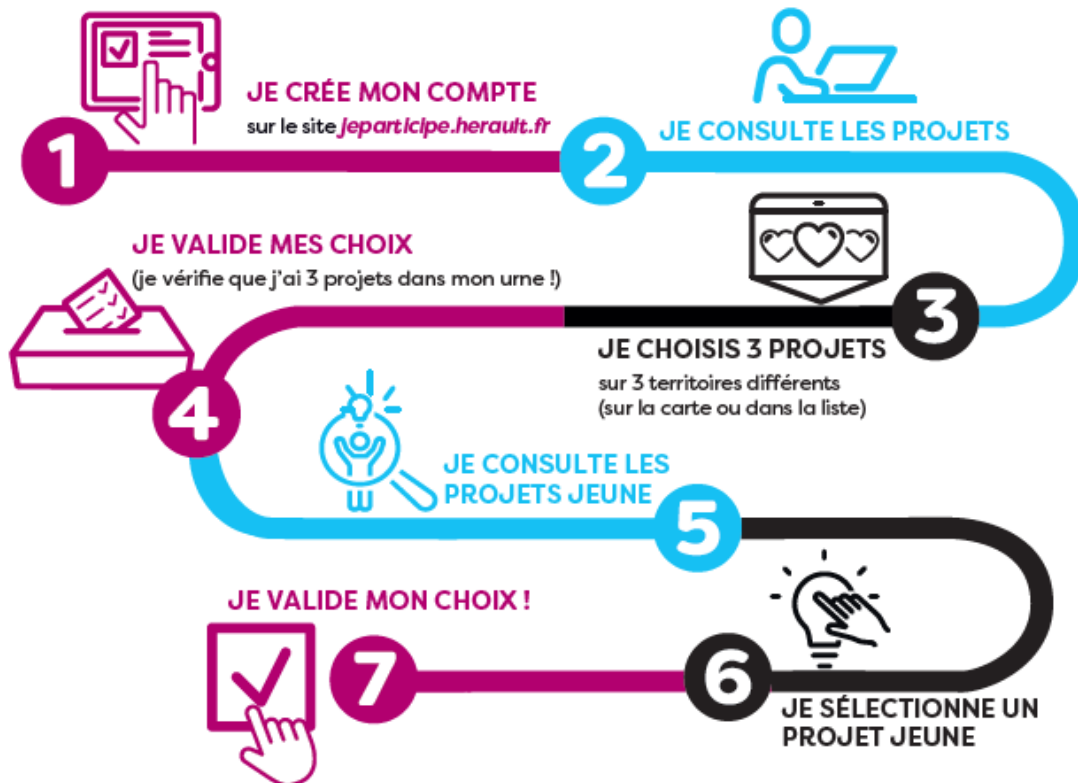 1
JE CRÉE MON COMPTE
sur le site jeparticipe.herault.fr
2
JE CONSULTE LES PROJETS
3
JE CHOISIS 3 PROJETS
sur 3 territoires différents
(sur la carte ou dans la liste)
4
JE VALIDE MES CHOIX
(je vérifie que j'ai 3 projets dans mon urne !)
5
JE CONSULTE LES
PROJETS JEUNE
6
JE SÉLECTIONNE UN
PROJET JEUNE
7
JE VALIDE MON CHOIX !